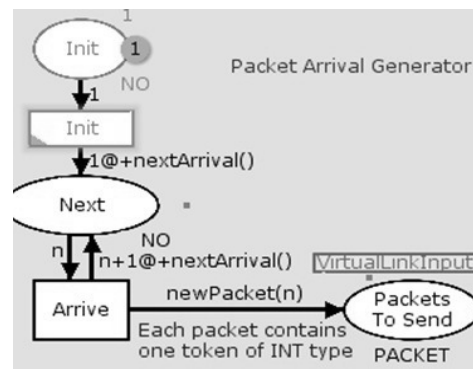 1
Init
1
Packet Arrival Generator
NO
1
Init
1@+nextArrival()
Next
n
NO
n+1@+nextArrival()
VirtualLinkInput
newPacket(n)
Arrive
Packets
To Send
Each packet contains
one token of INT type
PACKET